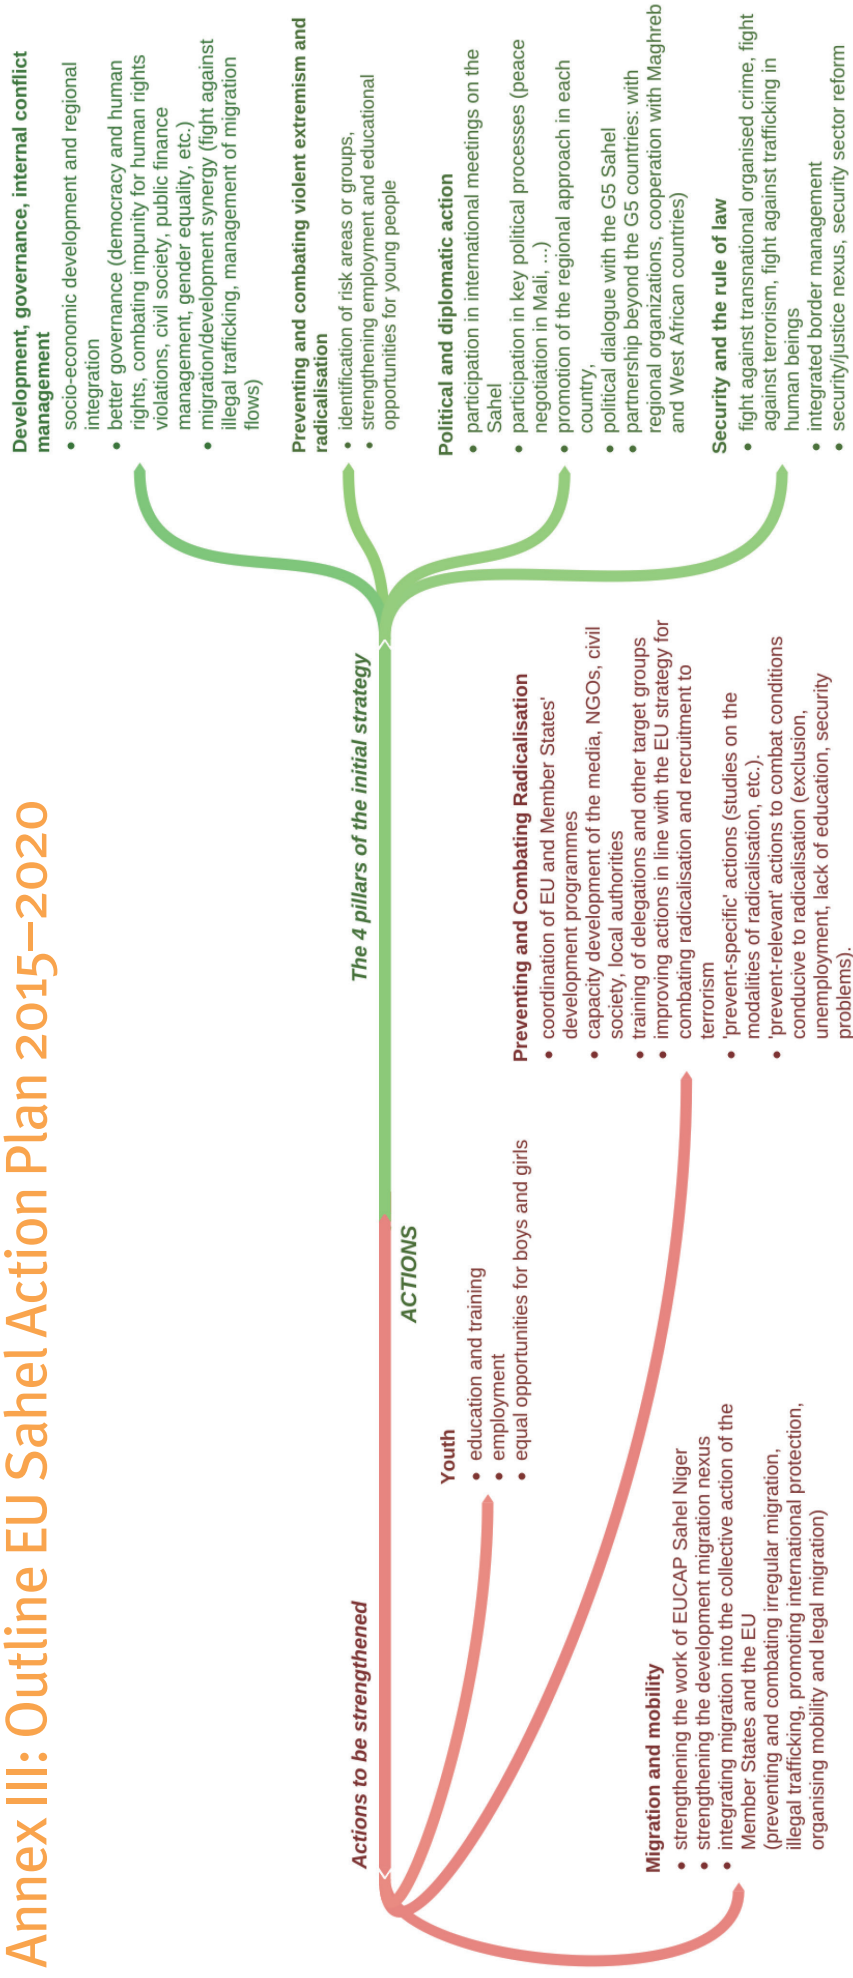 Annex III: Outline EU Sahel Action Plan 2015–2020
Actions to be strengthened
ACTIONS
The 4 pillars of the initial strategy
Migration and mobility
• strengthening the work of EUCAP Sahel Niger
• strengthening the development migration nexus
• integrating migration into the collective action of the
Member States and the EU
(preventing and combating irregular migration,
illegal trafficking, promoting international protection,
organising mobility and legal migration)
Youth
• education and training
• employment
• equal opportunities for boys and girls
Preventing and Combating Radicalisation
• coordination of EU and Member States'
development programmes
• capacity development of the media, NGOs, civil
society, local authorities
• training of delegations and other target groups
• improving actions in line with the EU strategy for
combating radicalisation and recruitment to
terrorism
• 'prevent-specific' actions (studies on the
modalities of radicalisation, etc.).
• 'prevent-relevant' actions to combat conditions
conducive to radicalisation (exclusion,
unemployment, lack of education, security
problems).
Development, governance, internal conflict
management
• socio-economic development and regional
integration
• better governance (democracy and human
rights, combating impunity for human rights
violations, civil society, public finance
management, gender equality, etc.)
• migration/development synergy (fight against
illegal trafficking, management of migration
flows)
Preventing and combating violent extremism and
radicalisation
• identification of risk areas or groups,
• strengthening employment and educational
opportunities for young people
Political and diplomatic action
• participation in international meetings on the
Sahel
• participation in key political processes (peace
negotiation in Mali, ...)
• promotion of the regional approach in each
country,
• political dialogue with the G5 Sahel
• partnership beyond the G5 countries: with
regional organizations, cooperation with Maghreb
and West African countries)
Security and the rule of law
• fight against transnational organised crime, fight
against terrorism, fight against trafficking in
human beings
• integrated border management
• security/justice nexus, security sector reform